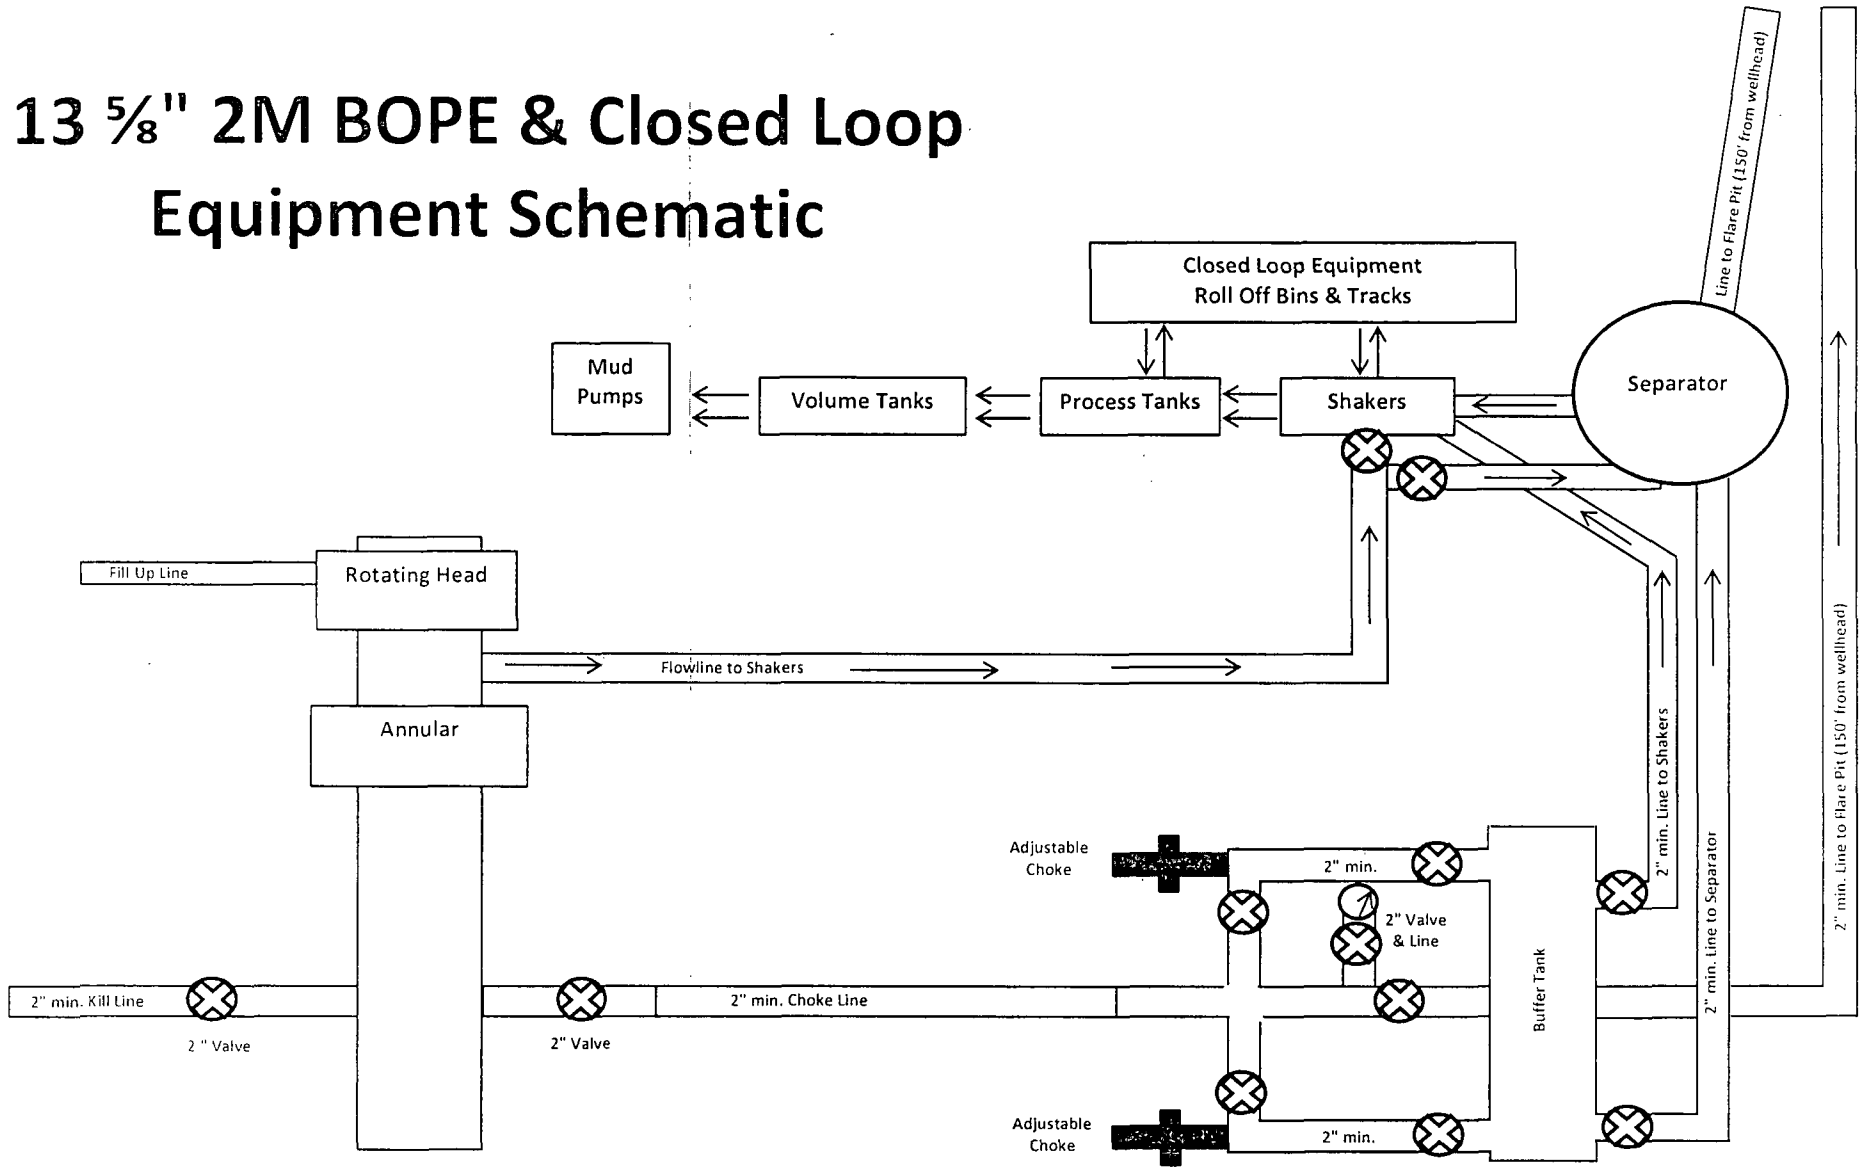 13 ⅝" 2M BOPE & Closed Loop
Equipment Schematic
Line to Flare Pit (150' from wellhead)
Closed Loop Equipment
Roll Off Bins & Tracks
Mud
Pumps
Volume Tanks
Process Tanks
Shakers
Separator
Fill Up Line
Rotating Head
Flowline to Shakers
Annular
2" min. Line to Shakers
2" min. Line to Separator
2" min. Line to Flare Pit (150' from wellhead)
Adjustable
Choke
2" min.
2" Valve
& Line
Buffer Tank
2" min. Kill Line
2 " Valve
2" min. Choke Line
2" Valve
Adjustable
Choke
2" min.